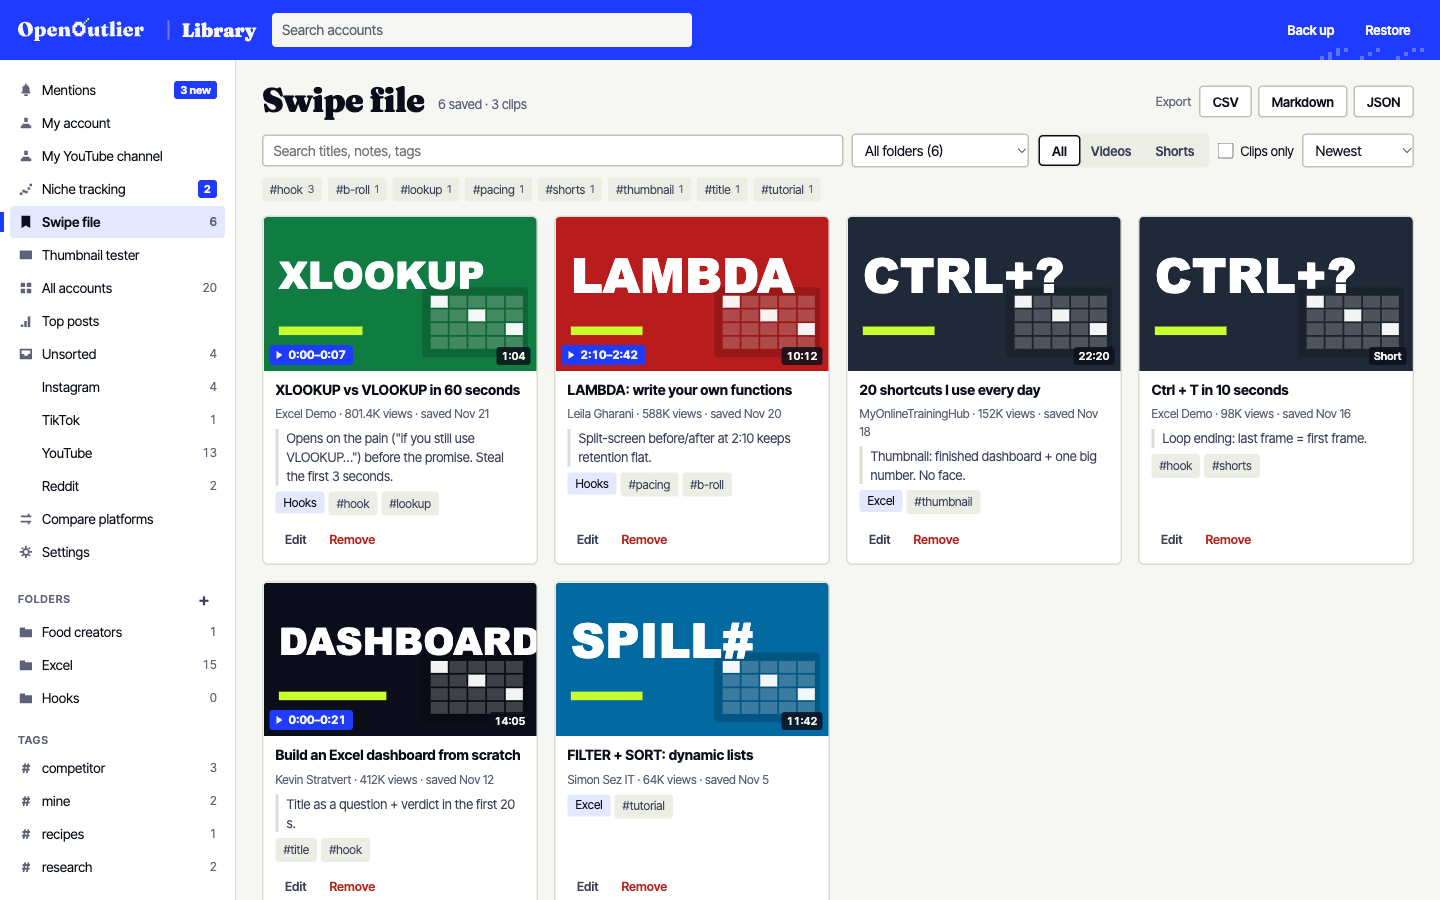 OpenOutlier
Library
Search accounts
Back up
Restore
Mentions
3 new
My account
My YouTube channel
Niche tracking
2
Swipe file
6
Thumbnail tester
All accounts
20
Top posts
Unsorted
4
Instagram
4
TikTok
1
YouTube
13
Reddit
2
Compare platforms
Settings
FOLDERS
+
Food creators
1
Excel
15
Hooks
0
TAGS
# competitor
3
# mine
2
# recipes
1
# research
2
Swipe file
6 saved · 3 clips
Export
CSV
Markdown
JSON
Search titles, notes, tags
All folders (6)
All
Videos
Shorts
Clips only
Newest
#hook 3
#b-roll 1
#lookup 1
#pacing 1
#shorts 1
#thumbnail 1
#title 1
#tutorial 1
XLOOKUP
0:00–0:07
1:04
XLOOKUP vs VLOOKUP in 60 seconds
Excel Demo · 801.4K views · saved Nov 21
Opens on the pain ("if you still use
VLOOKUP...") before the promise. Steal
the first 3 seconds.
Hooks
#hook
#lookup
Edit
Remove
LAMBDA
2:10–2:42
10:12
LAMBDA: write your own functions
Leila Gharani · 588K views · saved Nov 20
Split-screen before/after at 2:10 keeps
retention flat.
Hooks
#pacing
#b-roll
Edit
Remove
CTRL+?
22:20
20 shortcuts I use every day
MyOnlineTrainingHub · 152K views · saved Nov
18
Thumbnail: finished dashboard + one big
number. No face.
Excel
#thumbnail
Edit
Remove
CTRL+?
Short
Ctrl + T in 10 seconds
Excel Demo · 98K views · saved Nov 16
Loop ending: last frame = first frame.
#hook
#shorts
Edit
Remove
DASHBOARD
0:00–0:21
14:05
Build an Excel dashboard from scratch
Kevin Stratvert · 412K views · saved Nov 12
Title as a question + verdict in the first 20
s.
#title
#hook
Edit
Remove
SPILL#
11:42
FILTER + SORT: dynamic lists
Simon Sez IT · 64K views · saved Nov 5
Excel
#tutorial
Edit
Remove